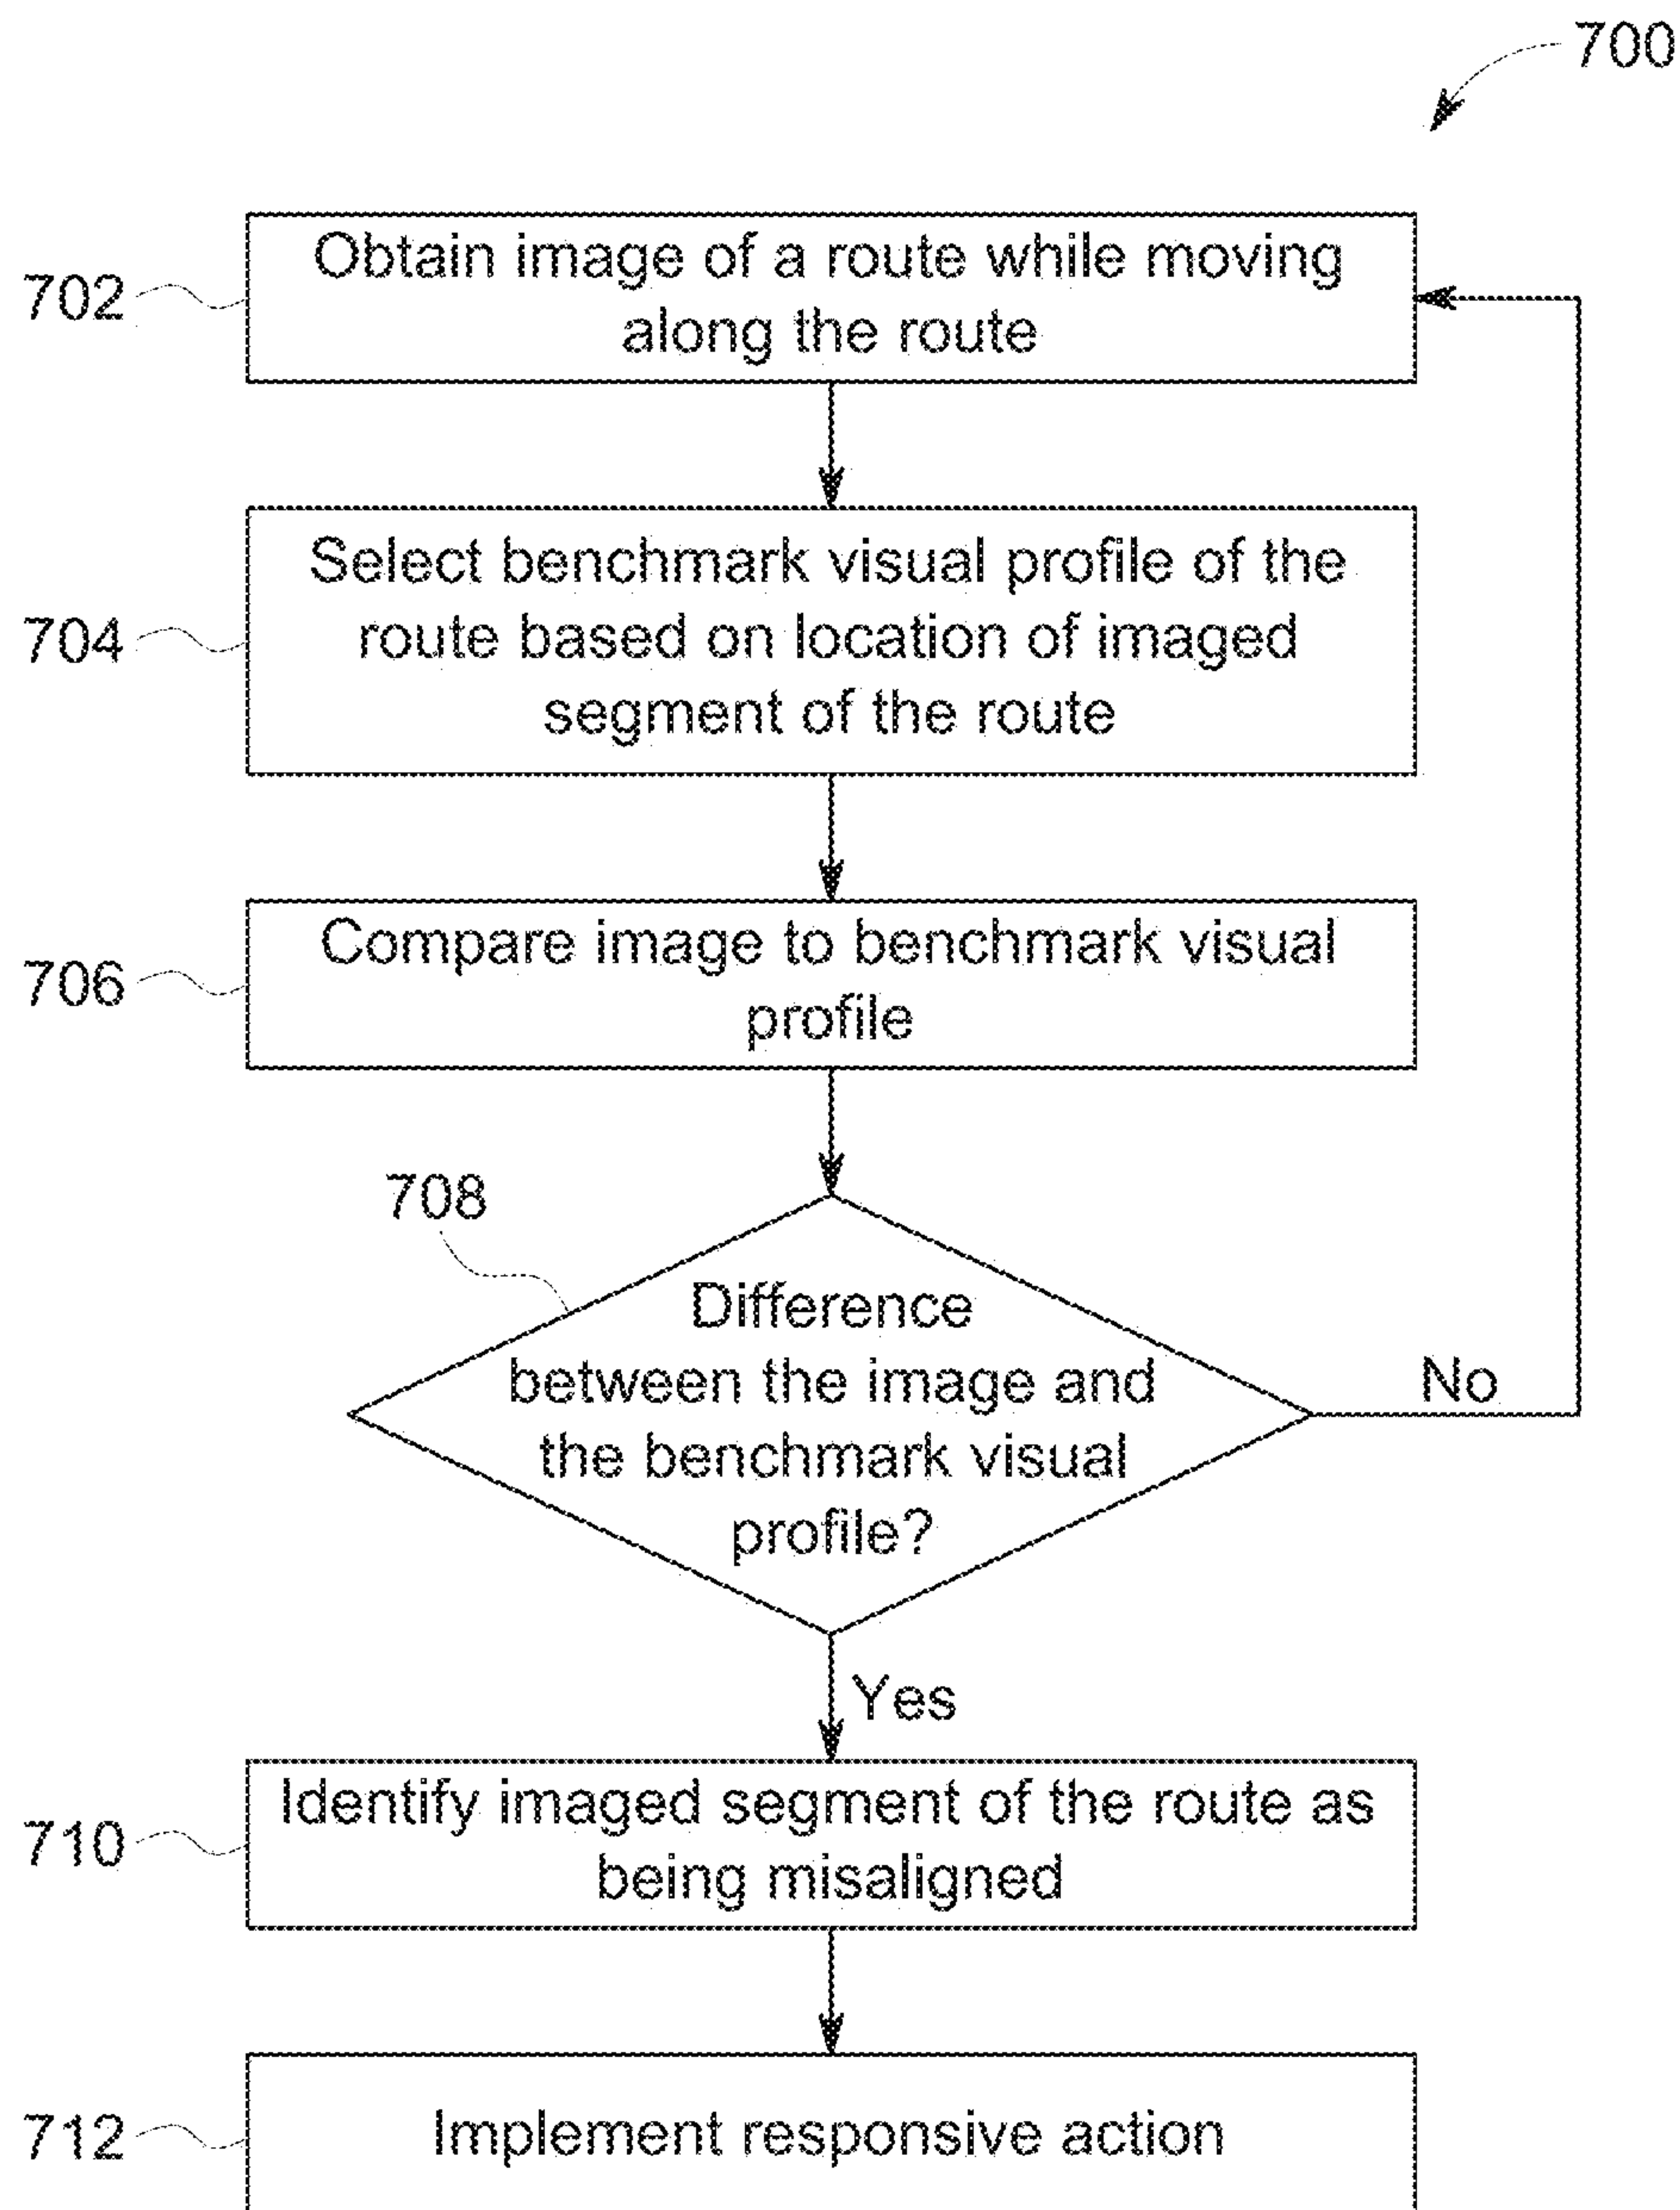 700
702
Obtain image of a route while moving
along the route
704
Select benchmark visual profile of the
route based on location of imaged
segment of the route
706
Compare image to benchmark visual
profile
708
Difference
between the image and
the benchmark visual
profile?
No
Yes
710
Identify imaged segment of the route as
being misaligned
712
Implement responsive action